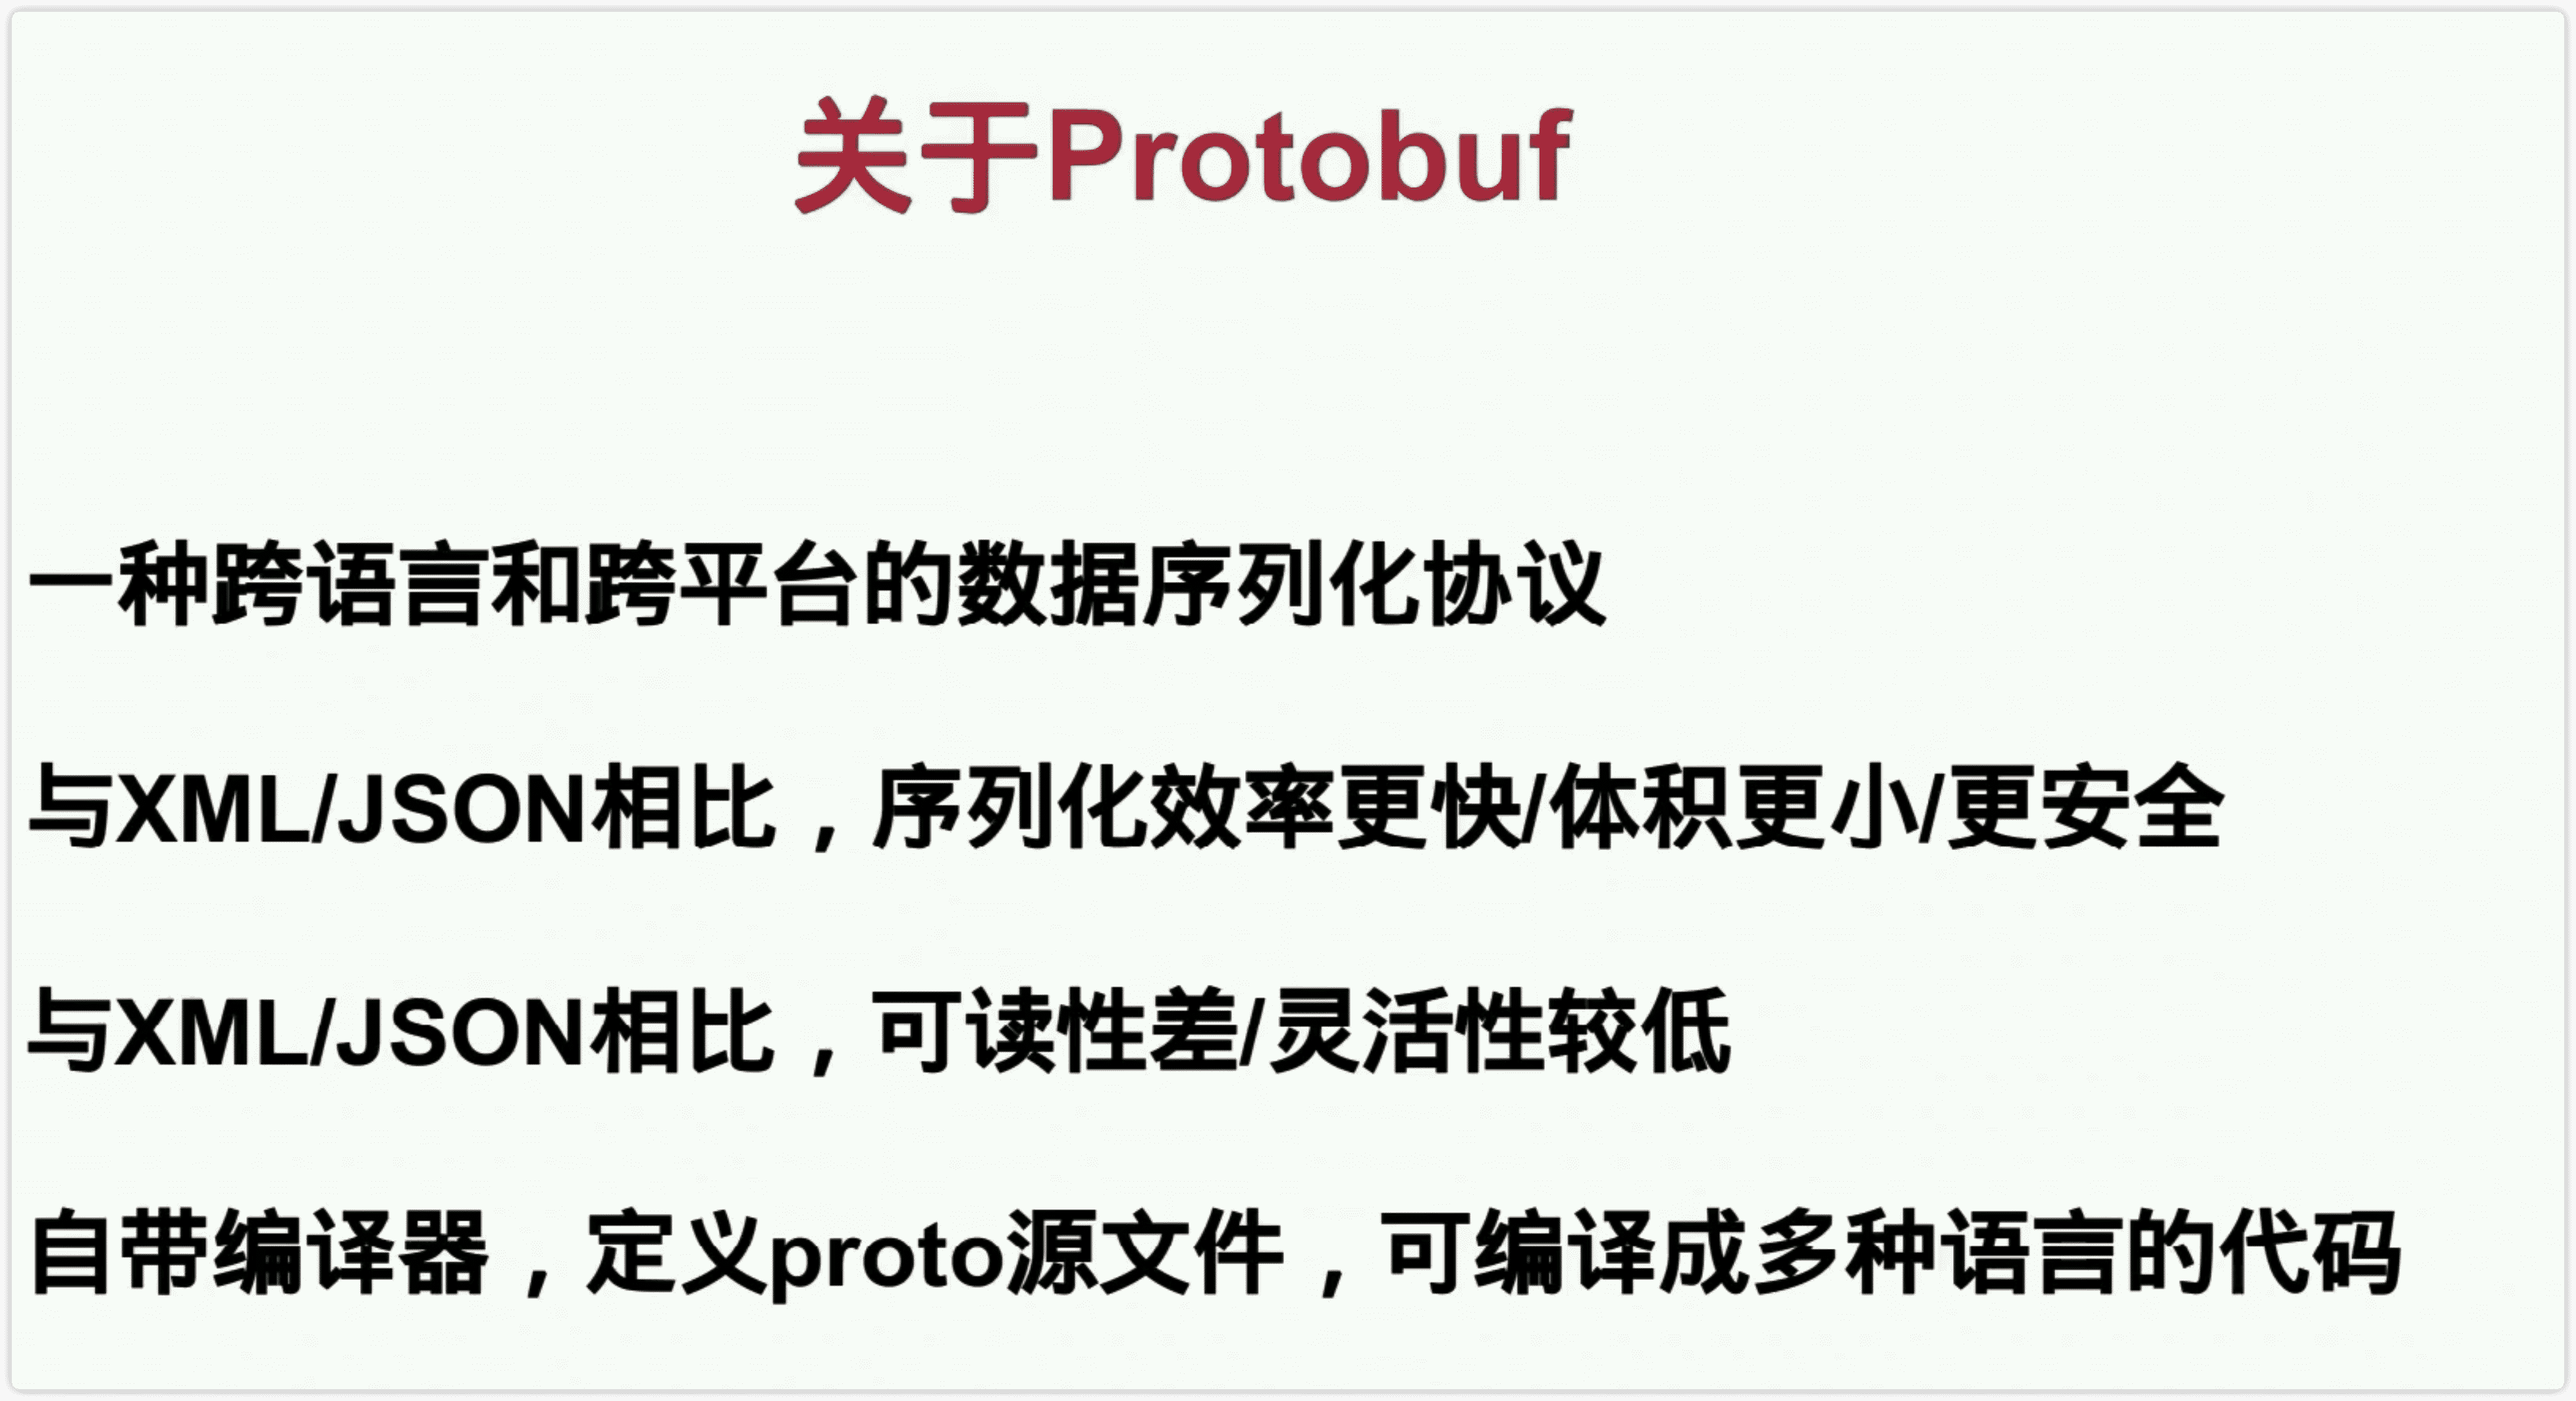 关于Protobuf
一种跨语言和跨平台的数据序列化协议
与XML/JSON相比，序列化效率更快/体积更小/更安全
与XML/JSON相比，可读性差/灵活性较低
自带编译器，定义proto源文件，可编译成多种语言的代码